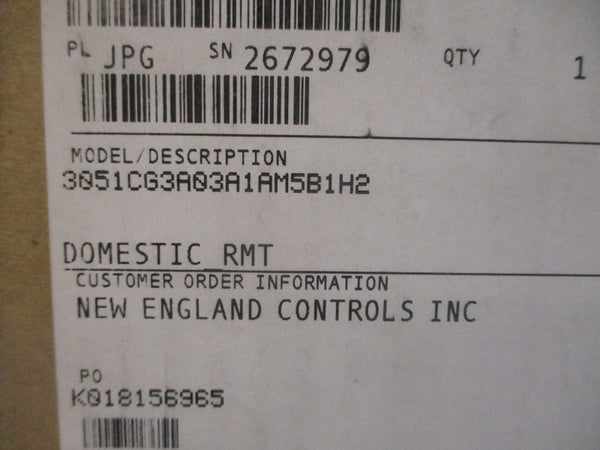 PL JPG SN 2672979 QTY 1
MODEL/DESCRIPTION
3051CG3A03A1AM5B1H2
DOMESTIC RMT
CUSTOMER ORDER INFORMATION
NEW ENGLAND CONTROLS INC
PO
K018156965